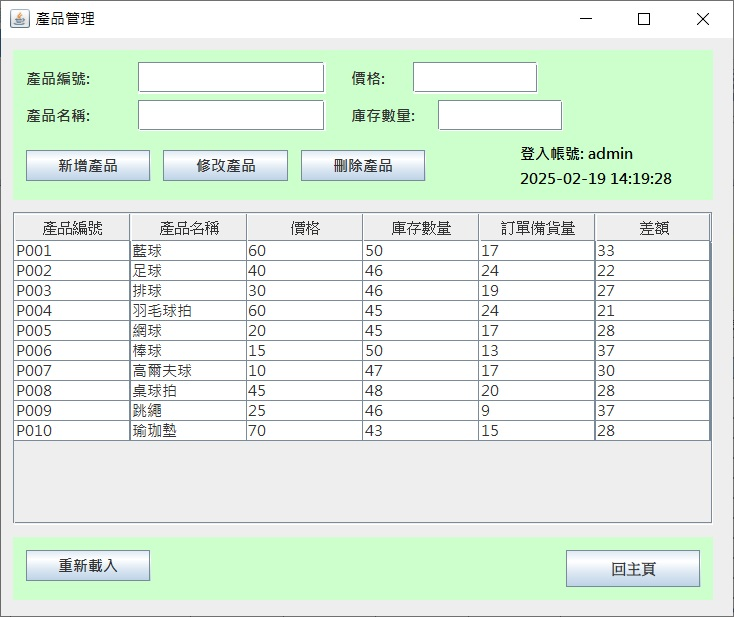 產品管理
產品編號: 價格:
產品名稱: 庫存數量:
新增產品 修改產品 刪除產品
登入帳號: admin
2025-02-19 14:19:28
產品編號 產品名稱 價格 庫存數量 訂單備貨量 差額
P001 藍球 60 50 17 33
P002 足球 40 46 24 22
P003 排球 30 46 19 27
P004 羽毛球拍 60 45 24 21
P005 網球 20 45 17 28
P006 棒球 15 50 13 37
P007 高爾夫球 10 47 17 30
P008 桌球拍 45 48 20 28
P009 跳繩 25 46 9 37
P010 瑜珈墊 70 43 15 28
重新載入 回主頁